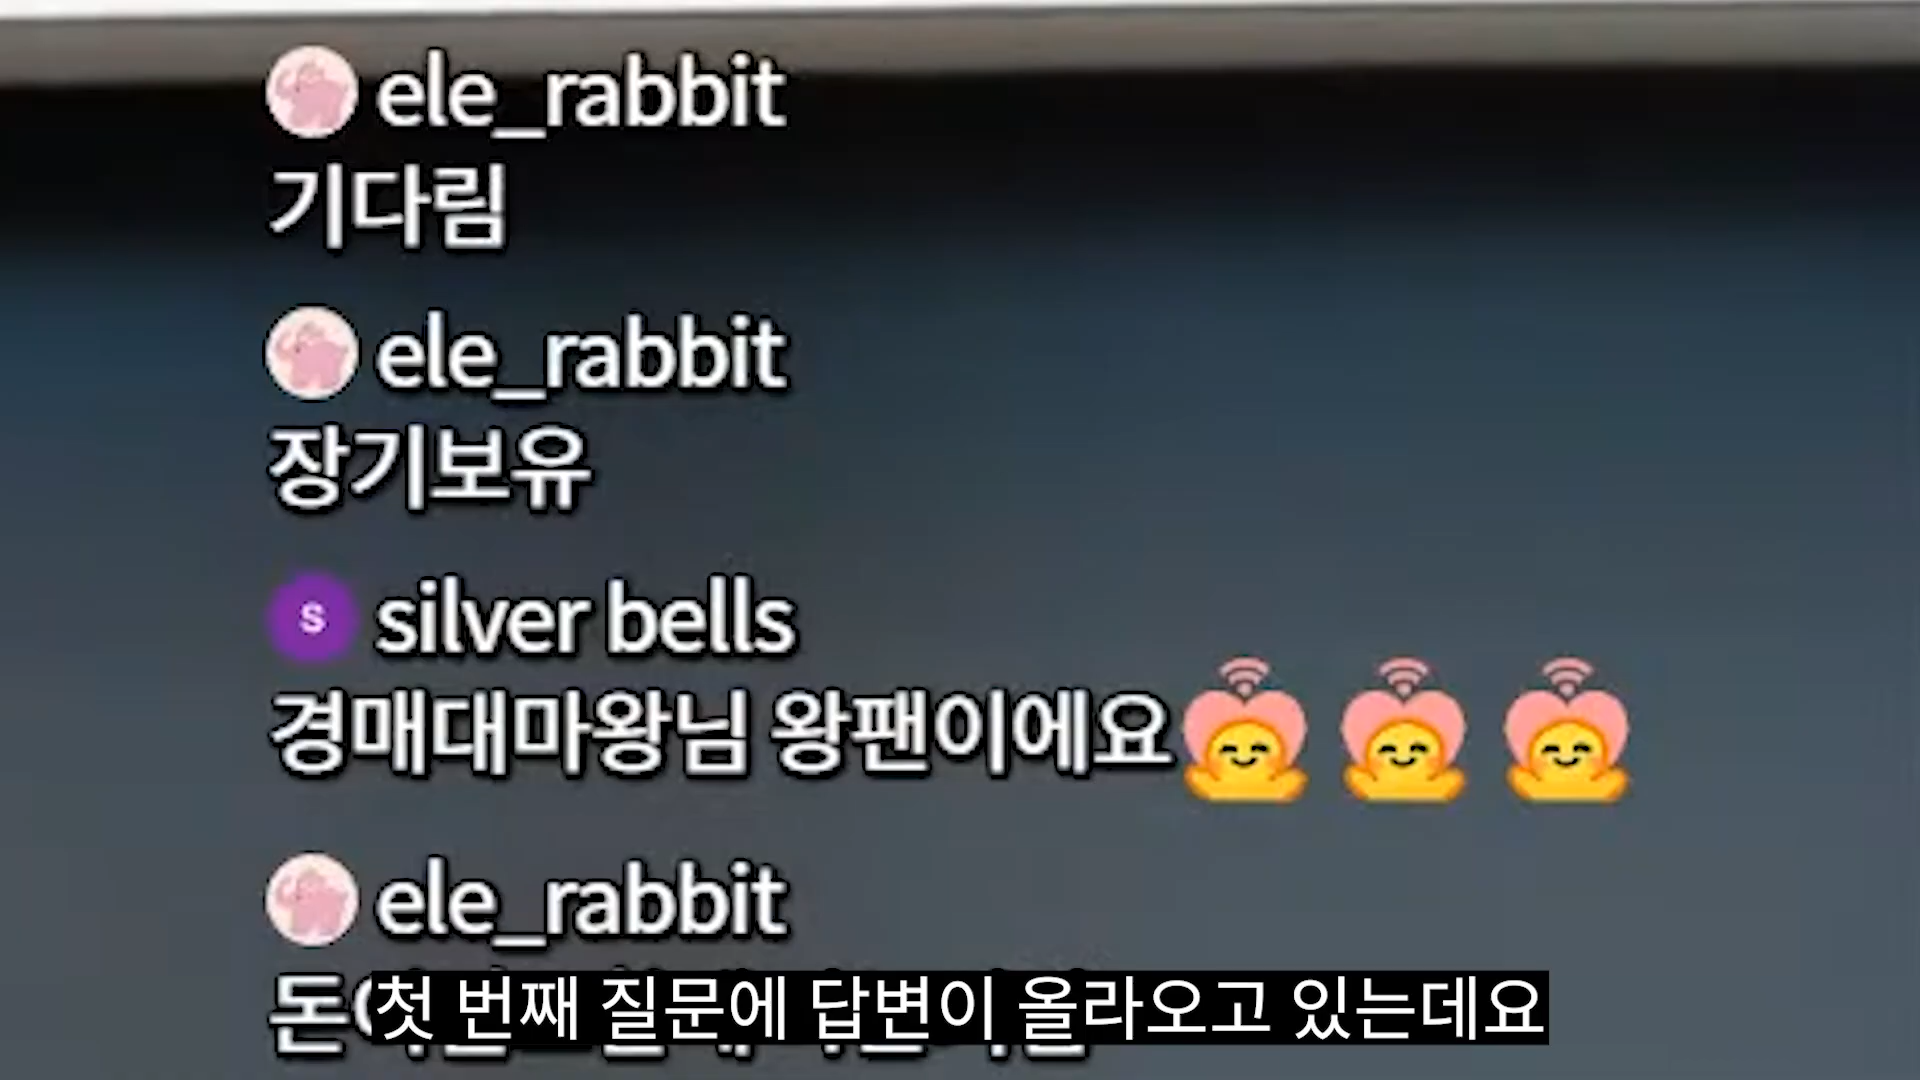 ele_rabbit
기다림
ele_rabbit
장기보유
S silver bells
경매대마왕님 왕팬이에요
ele_rabbit
첫 번째 질문에 답변이 올라오고 있는데요